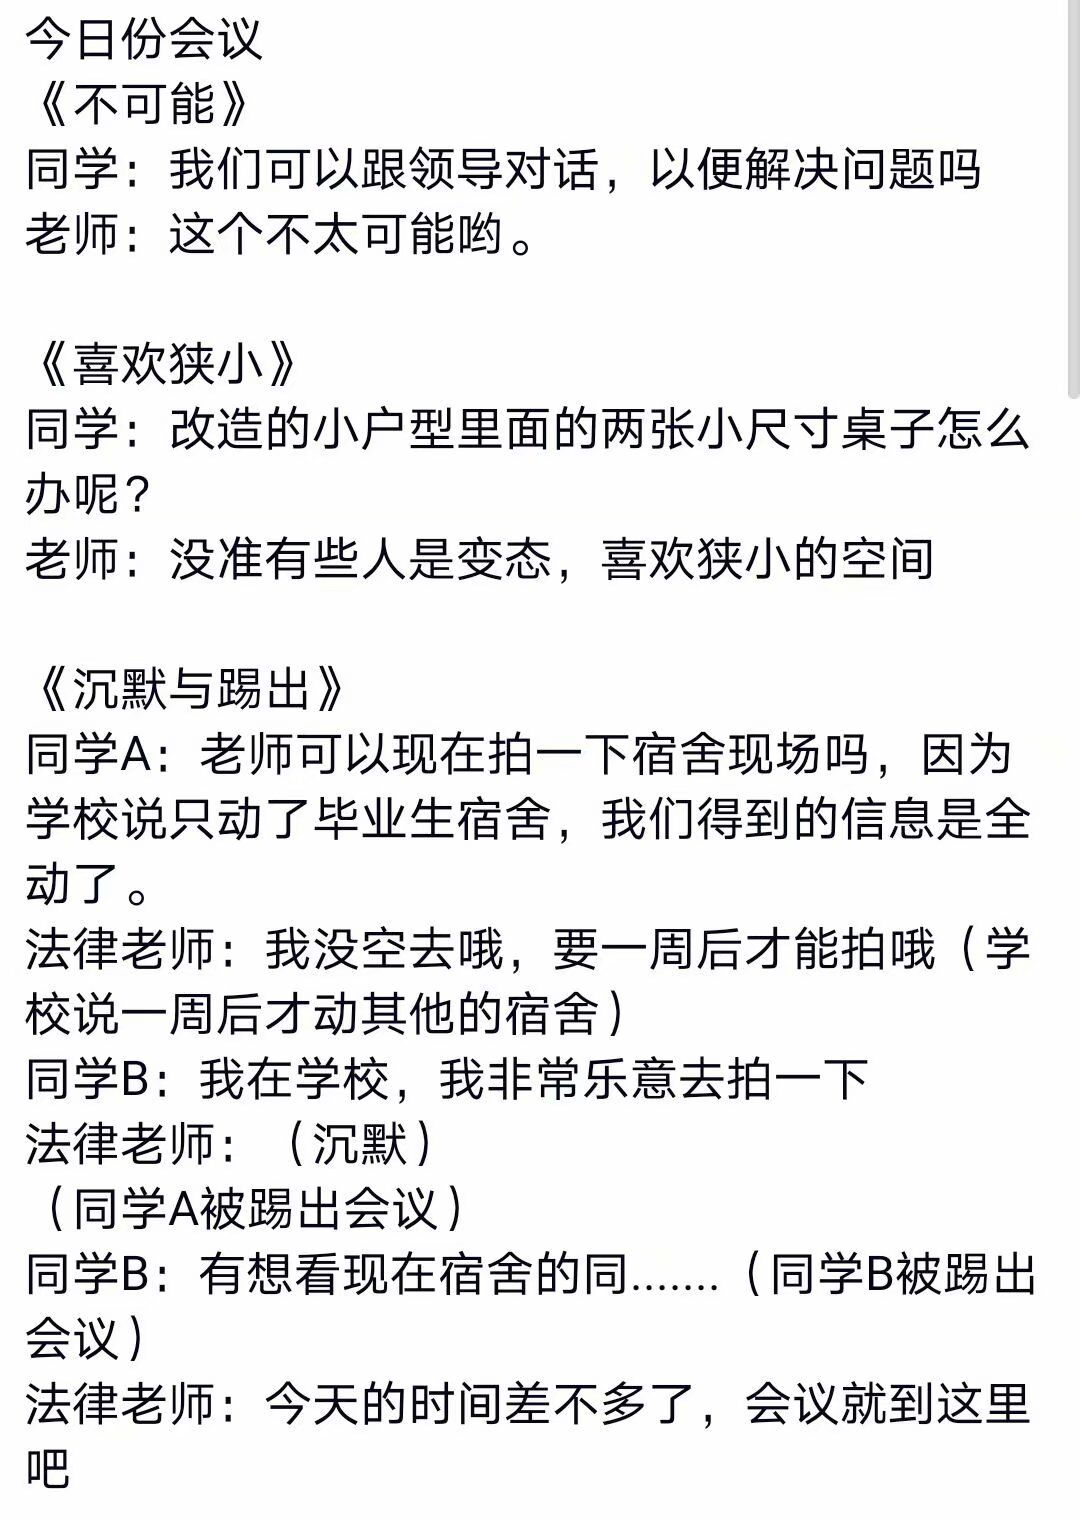 今日份会议
《不可能》
同学：我们可以跟领导对话，以便解决问题吗
老师：这个不太可能哟。
《喜欢狭小》
同学：改造的小户型里面的两张小尺寸桌子怎么
办呢？
老师：没准有些人是变态，喜欢狭小的空间
《沉默与踢出》
同学A：老师可以现在拍一下宿舍现场吗，因为
学校说只动了毕业生宿舍，我们得到的信息是全
动了。
法律老师：我没空去哦，要一周后才能拍哦（学
校说一周后才动其他的宿舍）
同学B：我在学校，我非常乐意去拍一下
法律老师：（沉默）
（同学A被踢出会议）
同学B：有想看现在宿舍的同.......（同学B被踢出
会议）
法律老师：今天的时间差不多了，会议就到这里
吧